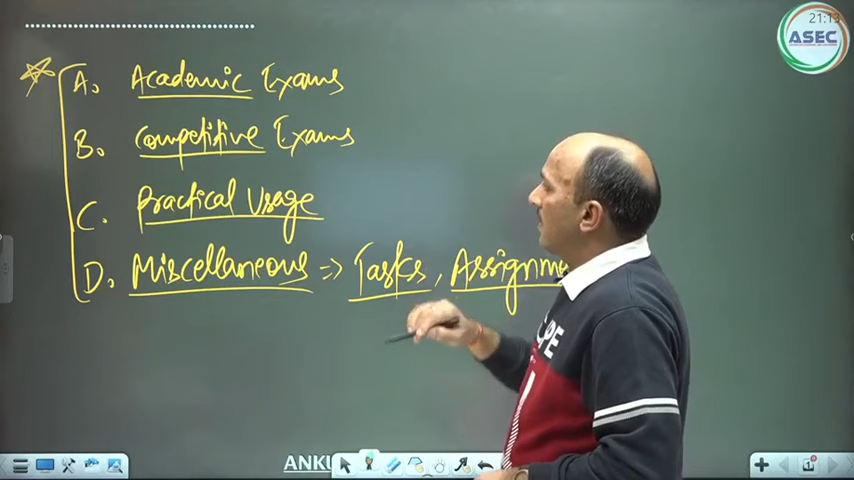 21:13
ASEC
A. Academic Exams
B. Competitive Exams
C. Practical Usage
D. Miscellaneous => Tasks, Assignme
ANKU